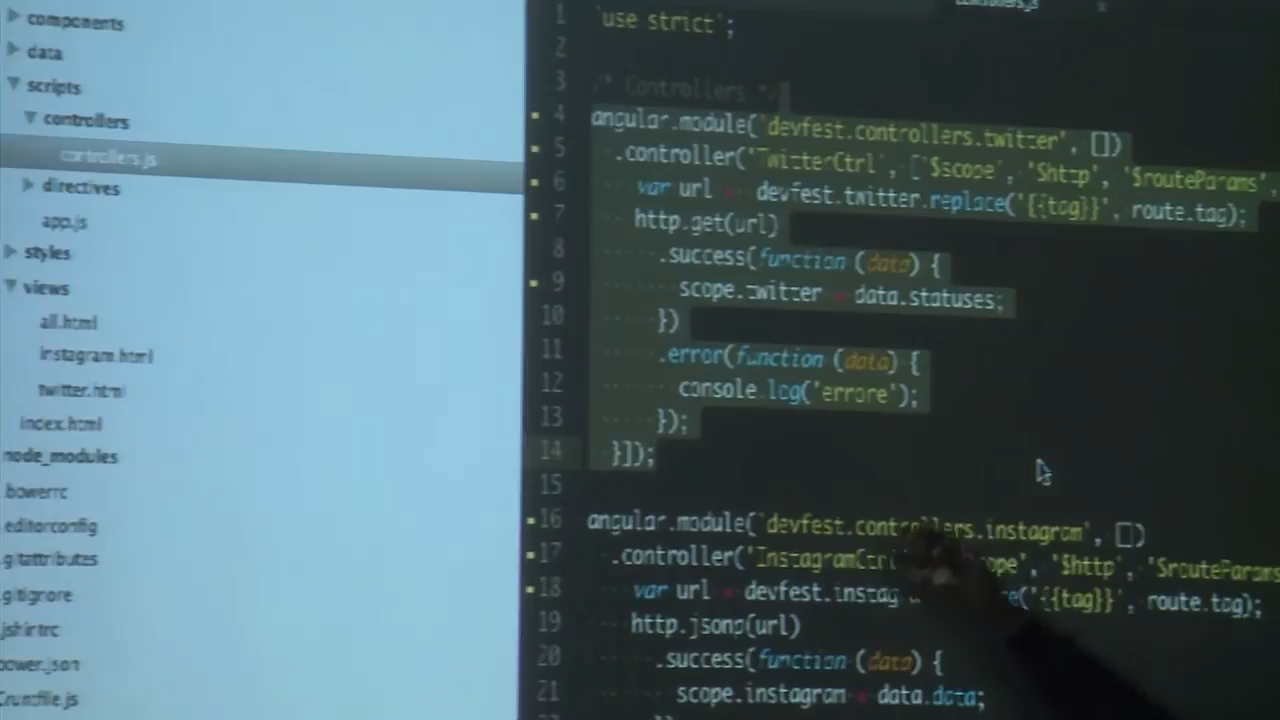 components
data
scripts
controllers
controllers.js
directives
app.js
styles
views
all.html
instagram.html
twitter.html
index.html
node_modules
.bowerrc
.editorconfig
.gitattributes
.gitignore
.jshintrc
bower.json
Gruntfile.js
controllers.js
1 'use strict';
2
3 /* Controllers */
4 angular.module('devfest.controllers.twitter', [])
5 .controller('TwitterCtrl', ['$scope', '$http', '$routeParams',
6 var url = devfest.twitter.replace('{{tag}}', route.tag);
7 http.get(url)
8 .success(function (data) {
9 scope.twitter = data.statuses;
10 })
11 .error(function (data) {
12 console.log('errore');
13 });
14 }]);
15
16 angular.module('devfest.controllers.instagram', [])
17 .controller('InstagramCtrl ope', '$http', '$routeParams
18 var url = devfest.instag ce('{{tag}}', route.tag);
19 http.jsonp(url)
20 .success(function (data) {
21 scope.instagram = data.data;